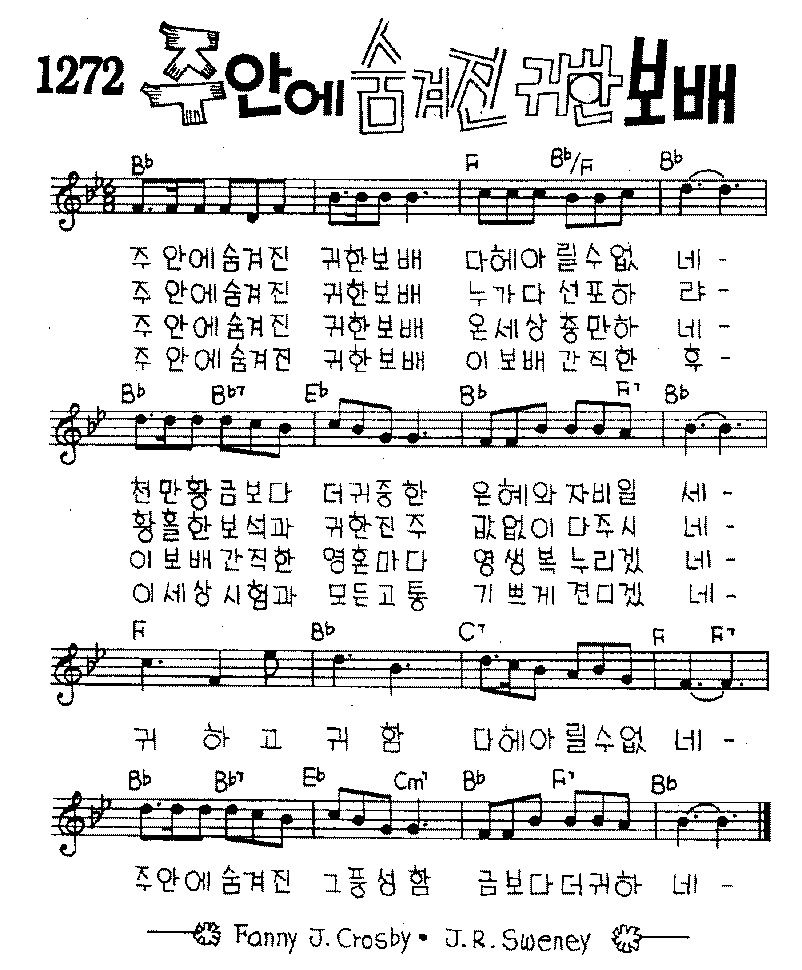 1272 주 안에 숨겨진 귀한 보배
Bb F Bb/F Bb
6/8
주 안에 숨겨진 귀한보배 다헤아릴수없 네 -
주 안에 숨겨진 귀한보배 누가다 선포하 랴 -
주 안에 숨겨진 귀한보배 온세상 충만하 네 -
주 안에 숨겨진 귀한보배 이보배 간직한 후 -
Bb Bb7 Eb Bb F7 Bb
천만황금보다 더귀중한 은혜와 자비일 세 -
황홀한보석과 귀한진주 값없이 다주시 네 -
이보배간직한 영혼마다 영생복누리겠 네 -
이세상시험과 모든고통 기쁘게 견디겠 네 -
F Bb C7 F F7
귀 하 고 귀 함 다헤아릴수없 네 -
Bb Bb7 Eb Cm7 Bb F7 Bb
주안에 숨겨진 그풍성함 금보다더귀하 네 -
Fanny J. Crosby • J.R. Sweney